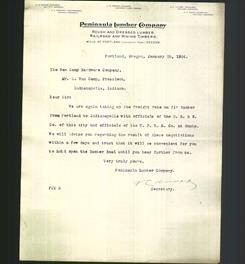 Peninsula Lumber Company
Rough and Dressed Lumber
Railroad and Mining Timbers.
Portland, Oregon, January 1904.
The Van Camp Hardware Company,
Mr. Van Camp, President,
Indianapolis, Indiana.
Dear Sir:
We are again taking up the freight rate on fir lumber
from Portland to Indianapolis with officials of the O. R. & N
Co. of this city and officials of the U. P. R. R. Co. at Omaha.
We will advise you regarding the result of these negotiations
within a few days and trust it will be convenient for you
to hold open the lumber deal until you hear further from us.
Very truly yours,
Peninsula Lumber Company.
Secretary.